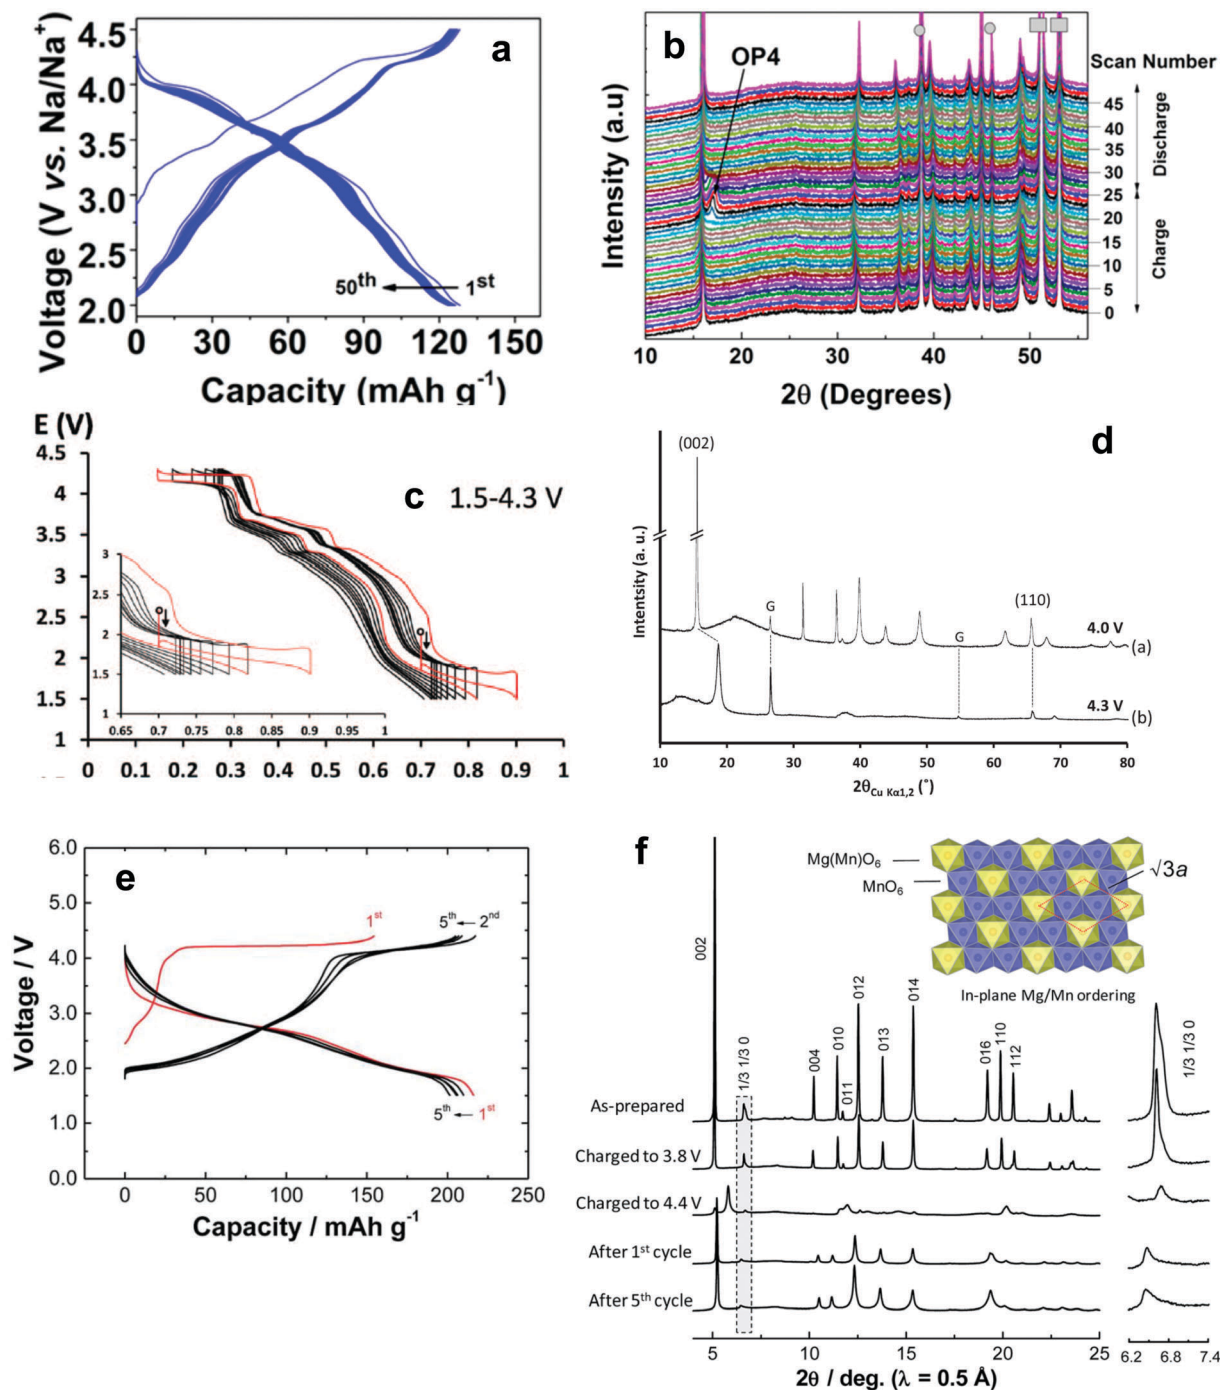 a
4.5
4.0
3.5
3.0
2.5
2.0
Voltage (V vs. Na/Na+)
50th
1st
0
30
60
90
120
150
Capacity (mAh g-1)
b
OP4
Intensity (a.u)
Scan Number
45
40
35
30
25
20
15
10
5
0
Discharge
Charge
10
20
30
40
50
2θ (Degrees)
E (V)
4.5
4
3.5
3
2.5
2
1.5
1
c
1.5-4.3 V
3
2.5
2
1.5
1
0.65
0.7
0.75
0.8
0.85
0.9
0.95
1
0
0.1
0.2
0.3
0.4
0.5
0.6
0.7
0.8
0.9
1
d
(002)
Intentsity (a. u.)
G
G
(110)
4.0 V
(a)
4.3 V
(b)
10
20
30
40
50
60
70
80
2θCu Kα1,2 (°)
e
6.0
5.0
4.0
3.0
2.0
1.0
0.0
Voltage / V
1st
5th
2nd
5th
1st
0
50
100
150
200
250
Capacity / mAh g-1
f
Mg(Mn)O6
MnO6
√3a
In-plane Mg/Mn ordering
002
1/3 1/3 0
004
010
011
012
013
014
016
110
112
1/3 1/3 0
As-prepared
Charged to 3.8 V
Charged to 4.4 V
After 1st cycle
After 5th cycle
5
10
15
20
25
6.2
6.8
7.4
2θ / deg. (λ = 0.5 Å)